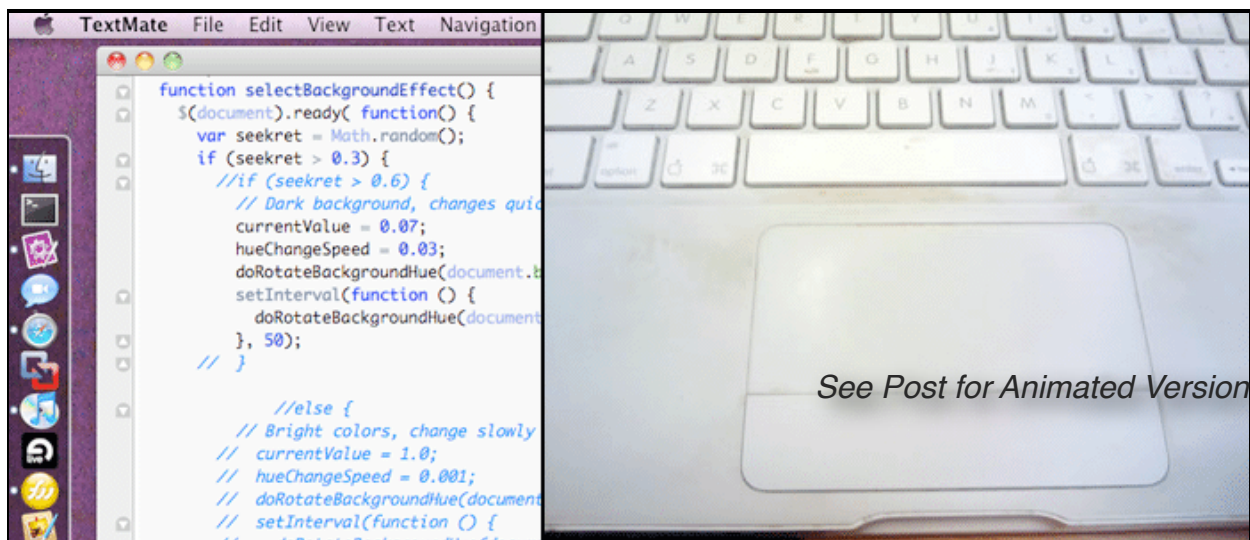 TextMate File Edit View Text Navigation
function selectBackgroundEffect() {
$(document).ready( function() {
var seekret = Math.random();
if (seekret > 0.3) {
//if (seekret > 0.6) {
// Dark background, changes quic
currentValue = 0.07;
hueChangeSpeed = 0.03;
doRotateBackgroundHue(document.b
setInterval(function () {
doRotateBackgroundHue(document
}, 50);
// }
//else {
// Bright colors, change slowly
// currentValue = 1.0;
// hueChangeSpeed = 0.001;
// doRotateBackgroundHue(document
// setInterval(function () {
live
Q W E R T Y U I O P
A S D F G H J K L
Z X C V B N M
option ⌘ ⌘ enter
See Post for Animated Version